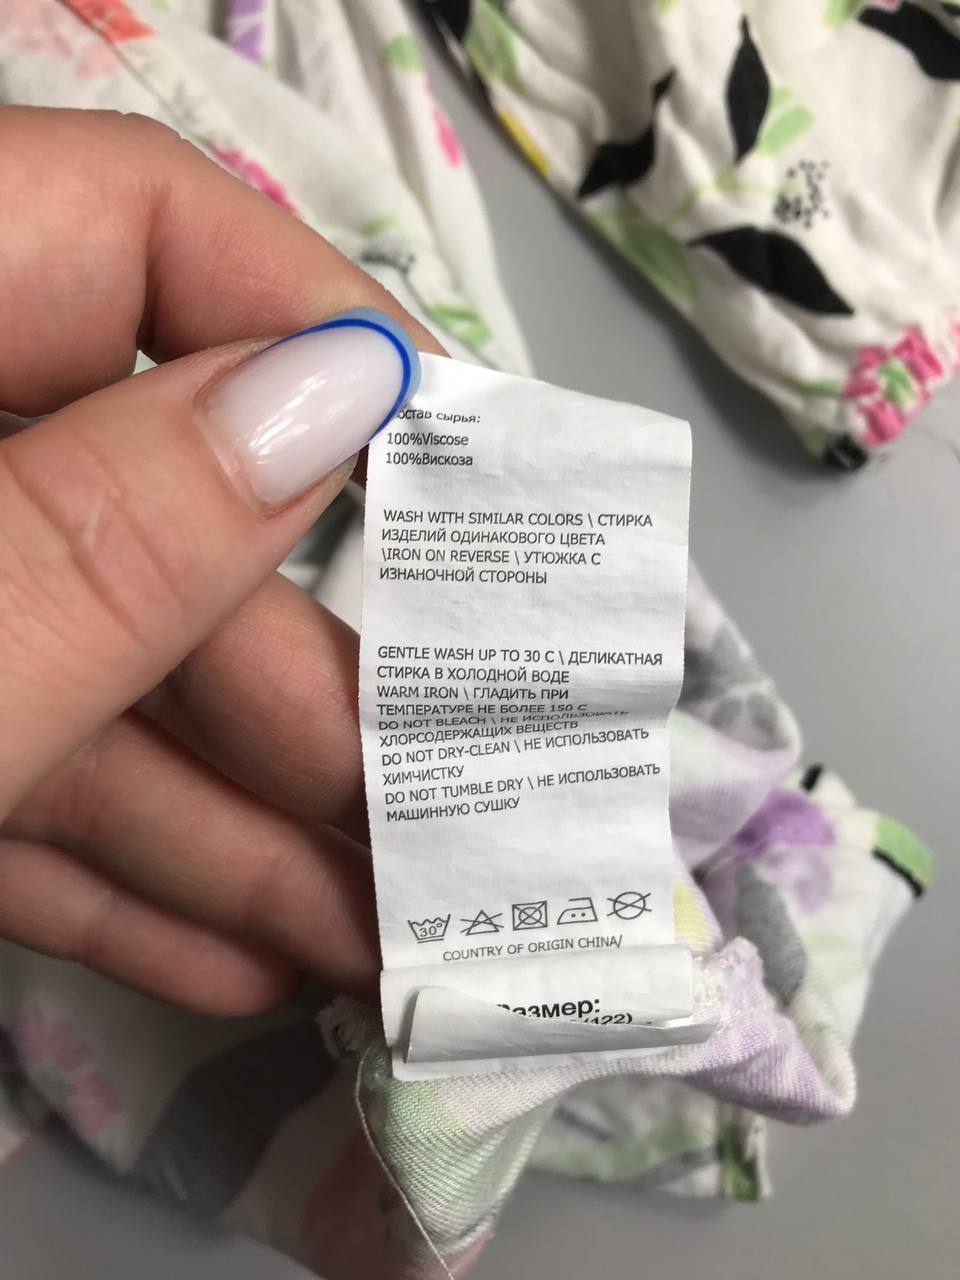 остав сырья:
100%Viscose
100%Вискоза
WASH WITH SIMILAR COLORS \ СТИРКА
ИЗДЕЛИЙ ОДИНАКОВОГО ЦВЕТА
\IRON ON REVERSE \ УТЮЖКА С
ИЗНАНОЧНОЙ СТОРОНЫ
GENTLE WASH UP TO 30 C \ ДЕЛИКАТНАЯ
СТИРКА В ХОЛОДНОЙ ВОДЕ
WARM IRON \ ГЛАДИТЬ ПРИ
ТЕМПЕРАТУРЕ НЕ БОЛЕЕ 150 С
DO NOT BLEACH \ НЕ ИСПОЛЬЗОВАТЬ
ХЛОРСОДЕРЖАЩИХ ВЕЩЕСТВ
DO NOT DRY-CLEAN \ НЕ ИСПОЛЬЗОВАТЬ
ХИМЧИСТКУ
DO NOT TUMBLE DRY \ НЕ ИСПОЛЬЗОВАТЬ
МАШИННУЮ СУШКУ
30°
COUNTRY OF ORIGIN CHINA/
Размер:
(122)